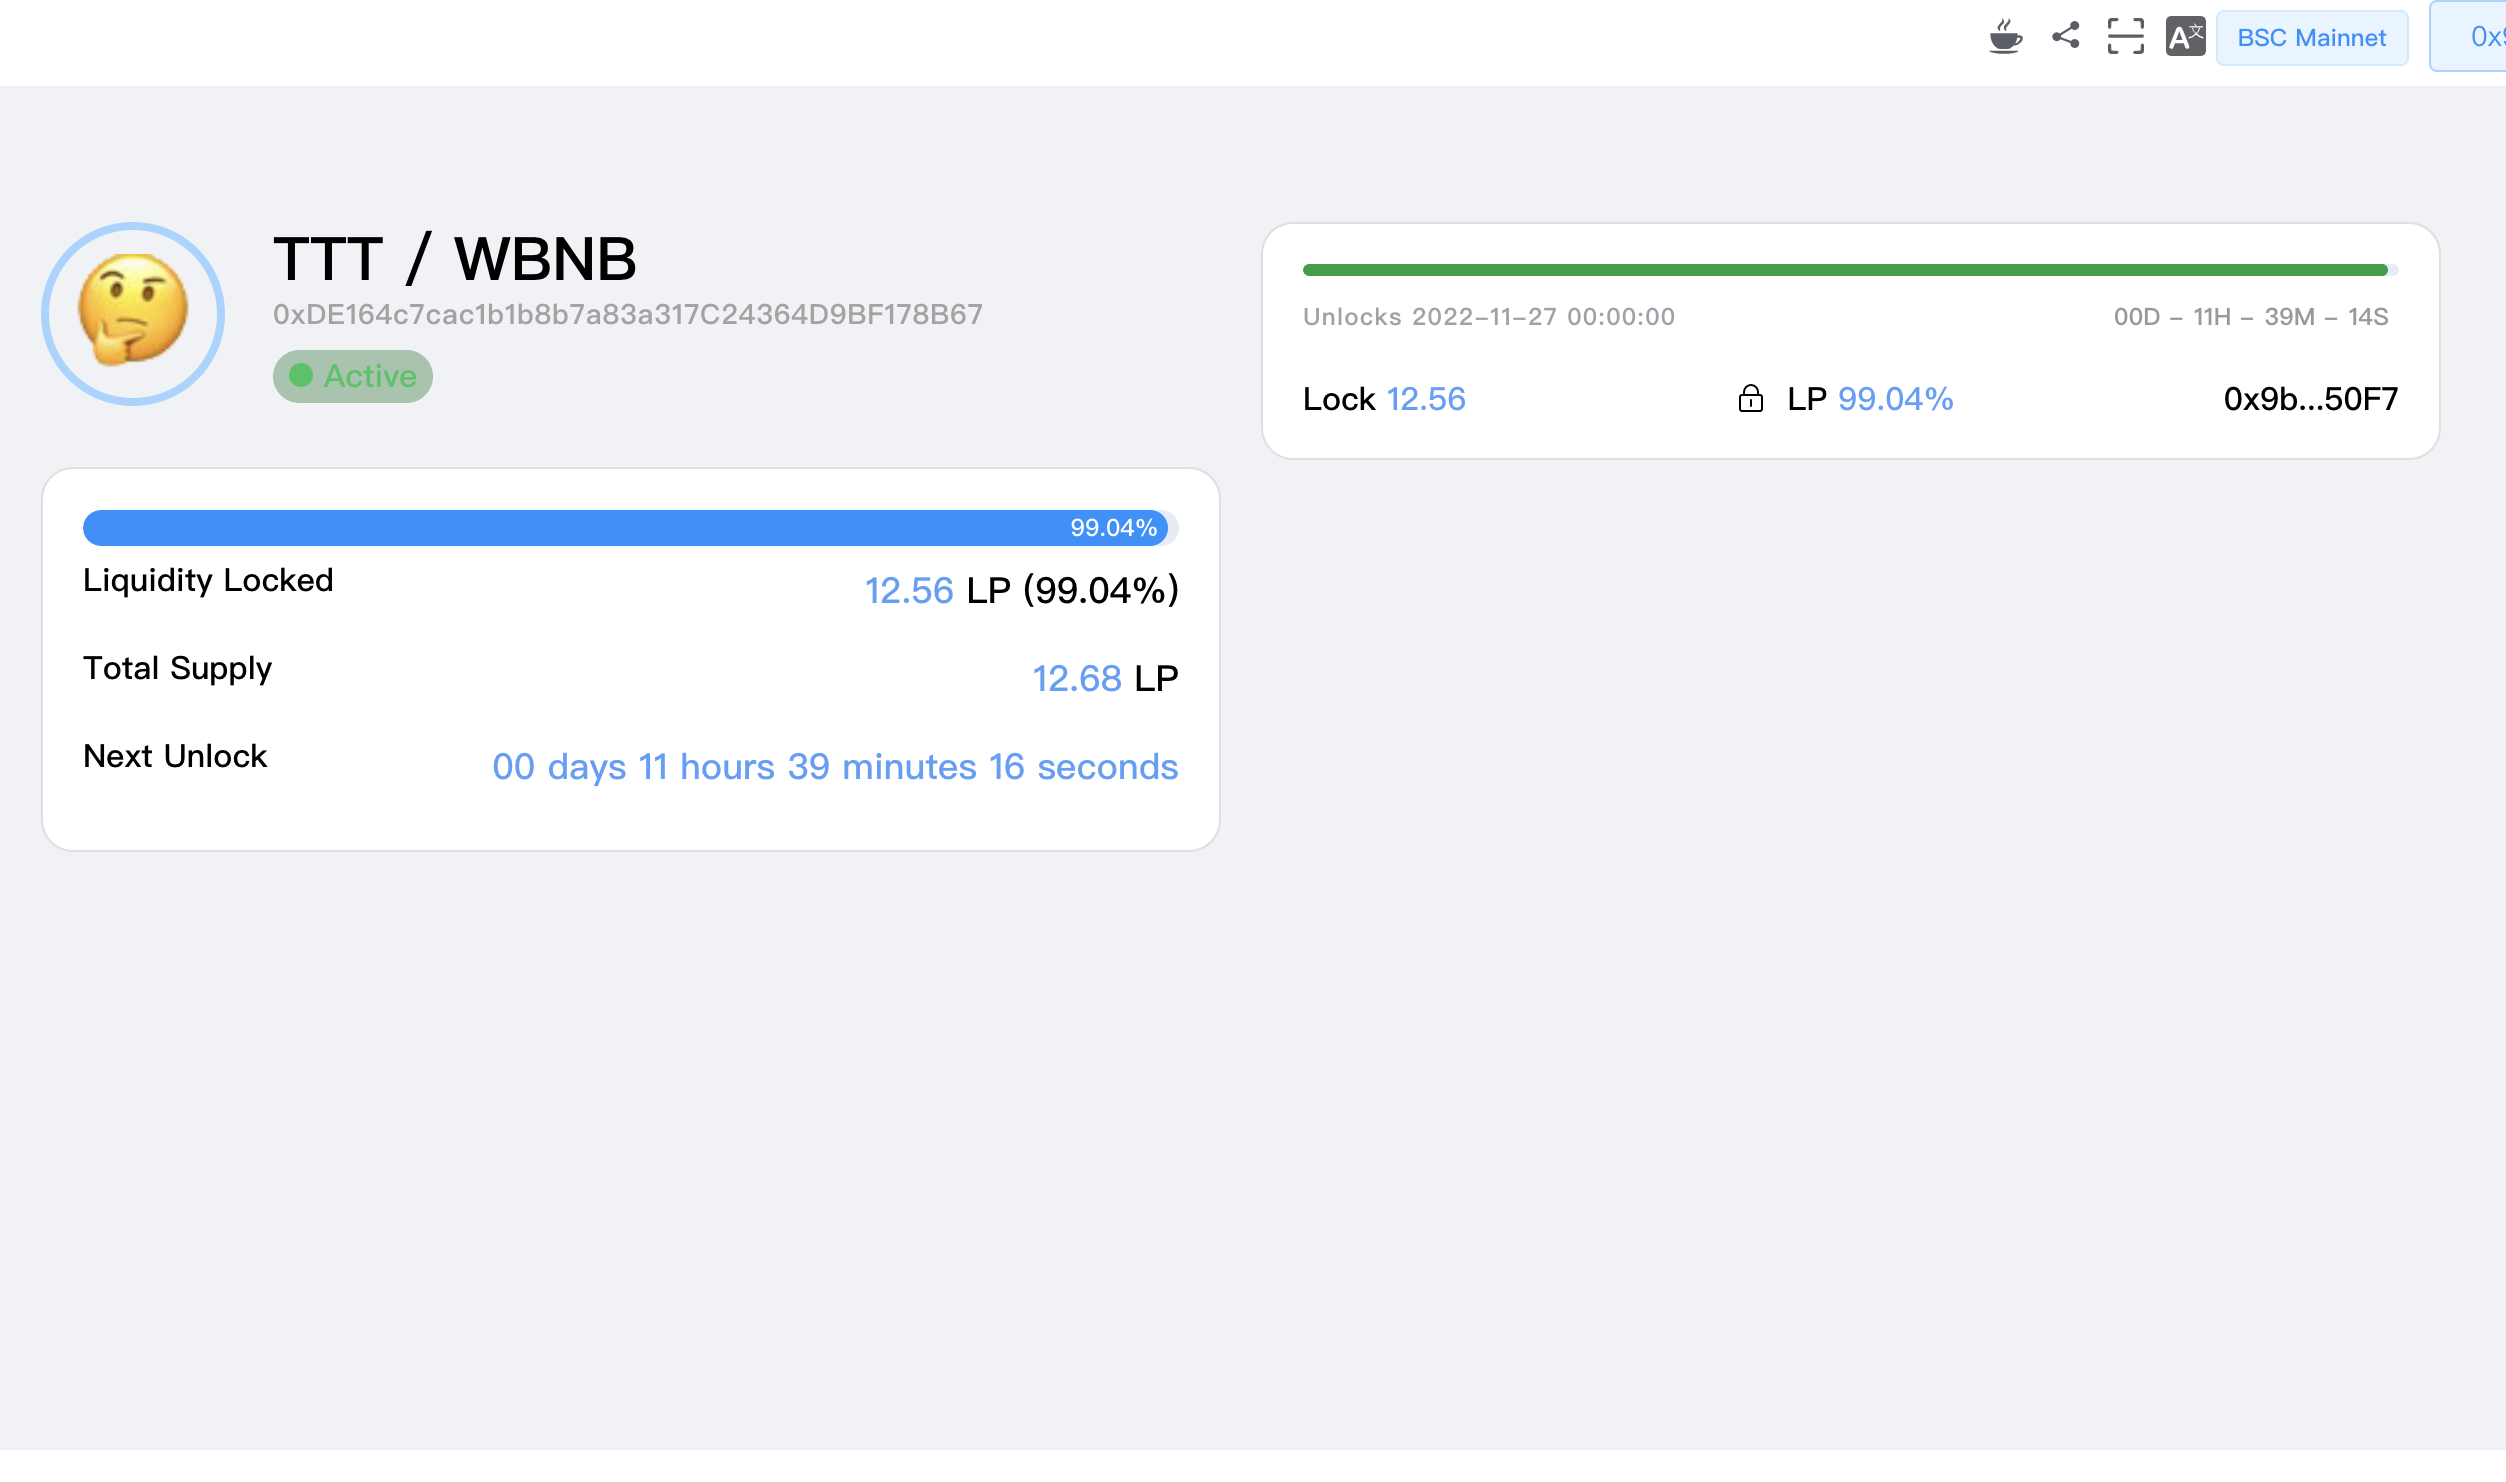 BSC Mainnet
TTT / WBNB
0xDE164c7cac1b1b8b7a83a317C24364D9BF178B67
Active
99.04%
Liquidity Locked 12.56 LP (99.04%)
Total Supply 12.68 LP
Next Unlock 00 days 11 hours 39 minutes 16 seconds
Unlocks 2022-11-27 00:00:00 00D - 11H - 39M - 14S
Lock 12.56 LP 99.04% 0x9b...50F7